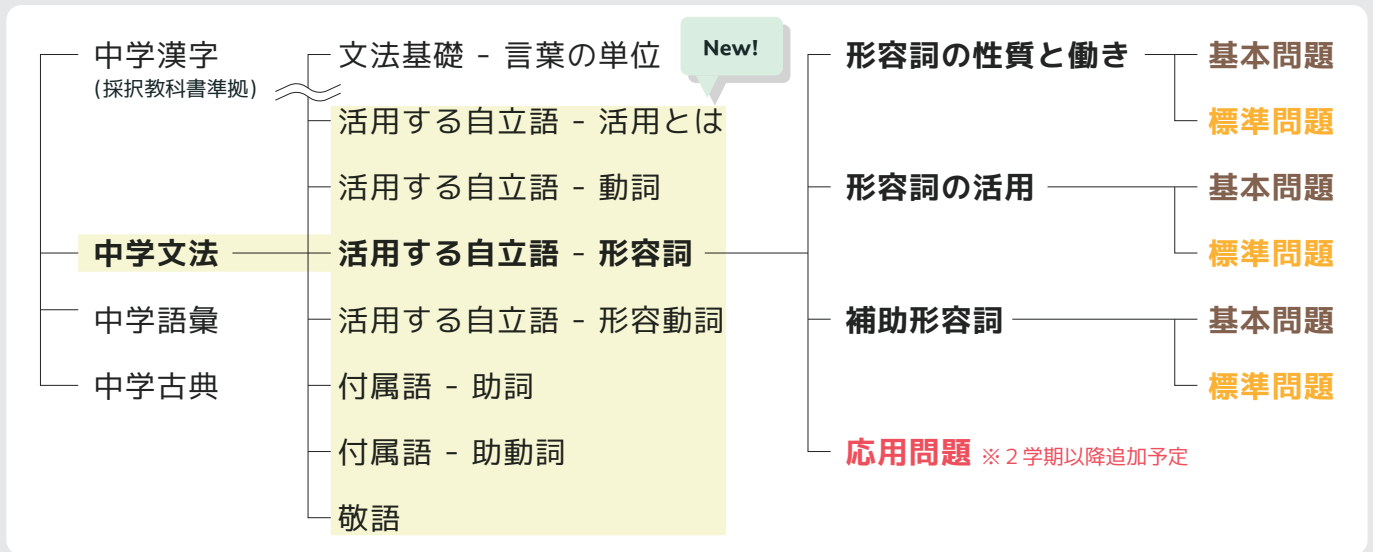 中学漢字
(採択教科書準拠)
中学文法
中学語彙
中学古典
文法基礎 - 言葉の単位
New!
活用する自立語 - 活用とは
活用する自立語 - 動詞
活用する自立語 - 形容詞
活用する自立語 - 形容動詞
付属語 - 助詞
付属語 - 助動詞
敬語
形容詞の性質と働き
基本問題
標準問題
形容詞の活用
基本問題
標準問題
補助形容詞
基本問題
標準問題
応用問題 ※2学期以降追加予定